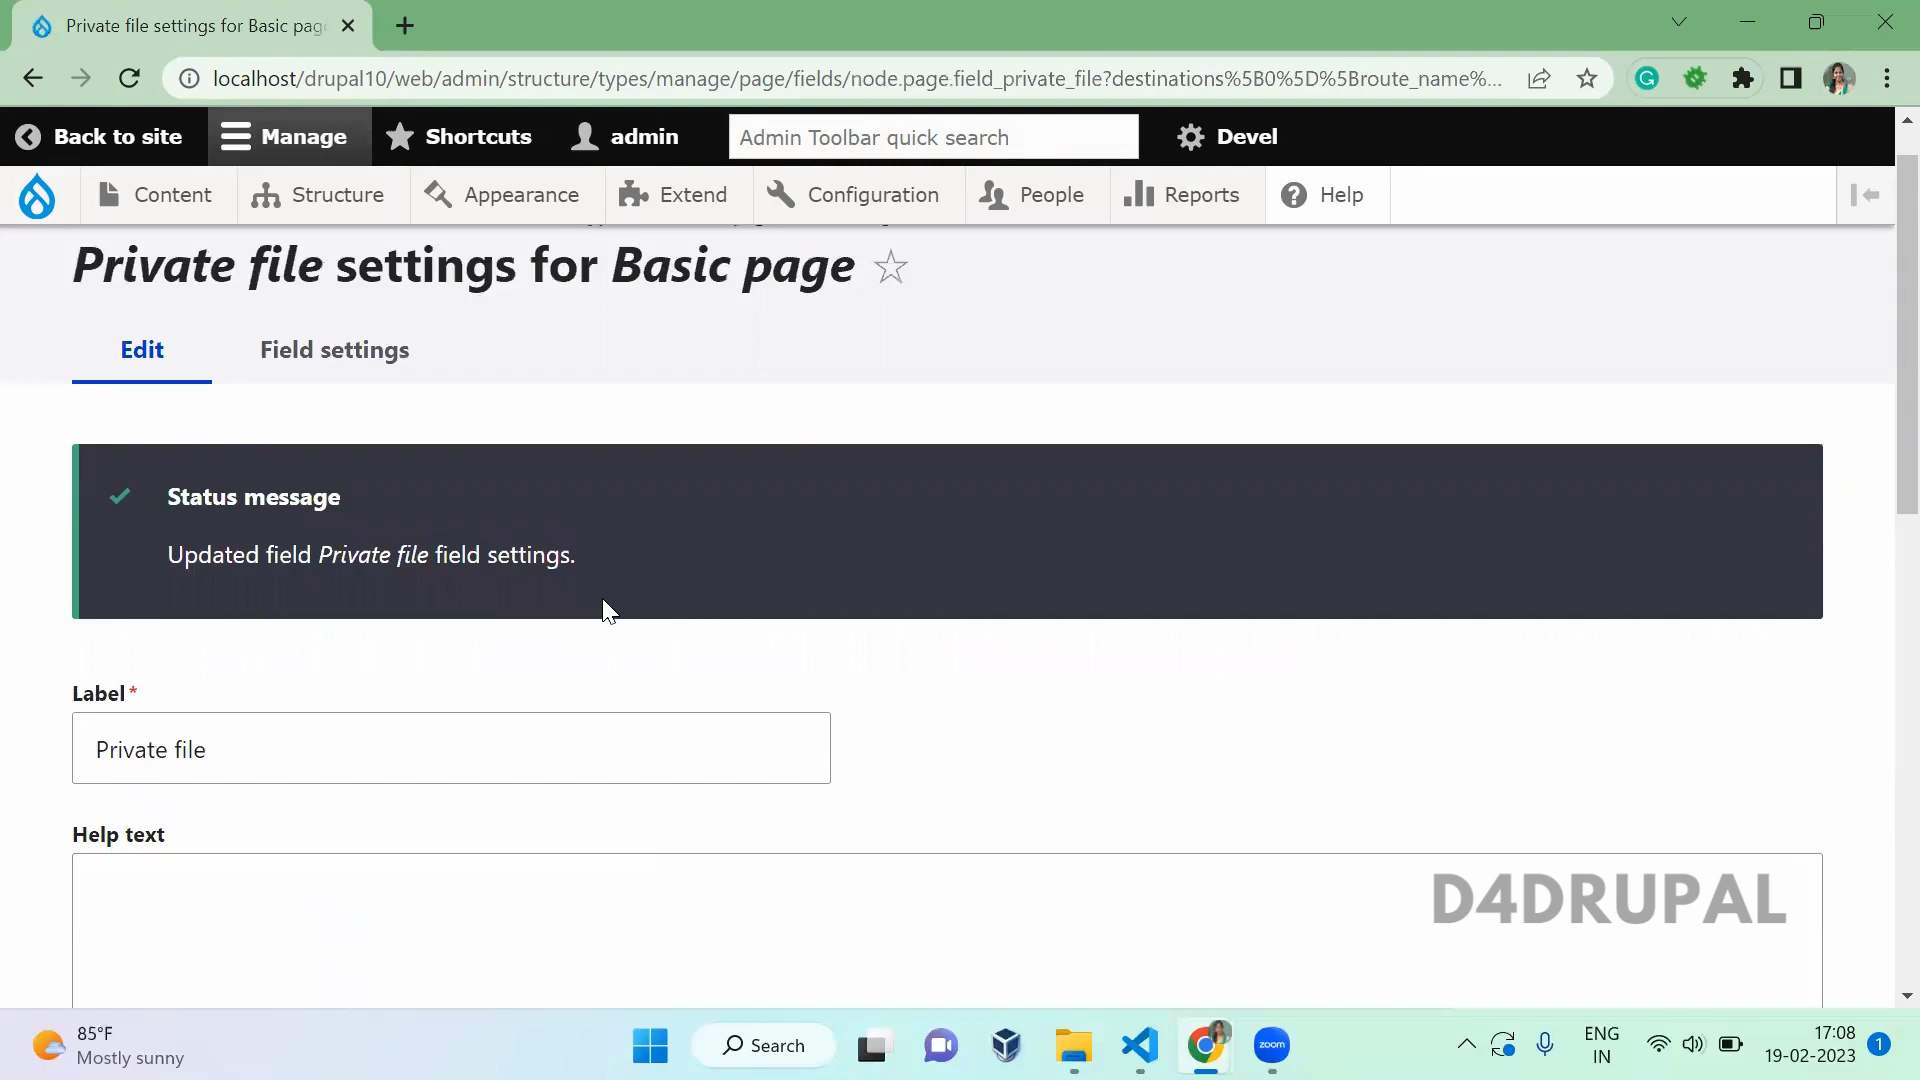 Private file settings for Basic pag
localhost/drupal10/web/admin/structure/types/manage/page/fields/node.page.field_private_file?destinations%5B0%5D%5Broute_name%...
Back to site
Manage
Shortcuts
admin
Admin Toolbar quick search
Devel
Content
Structure
Appearance
Extend
Configuration
People
Reports
Help
Private file settings for Basic page
Edit
Field settings
Status message
Updated field Private file field settings.
Label*
Private file
Help text
D4DRUPAL
85°F
Mostly sunny
Search
zoom
ENG
IN
17:08
19-02-2023
1